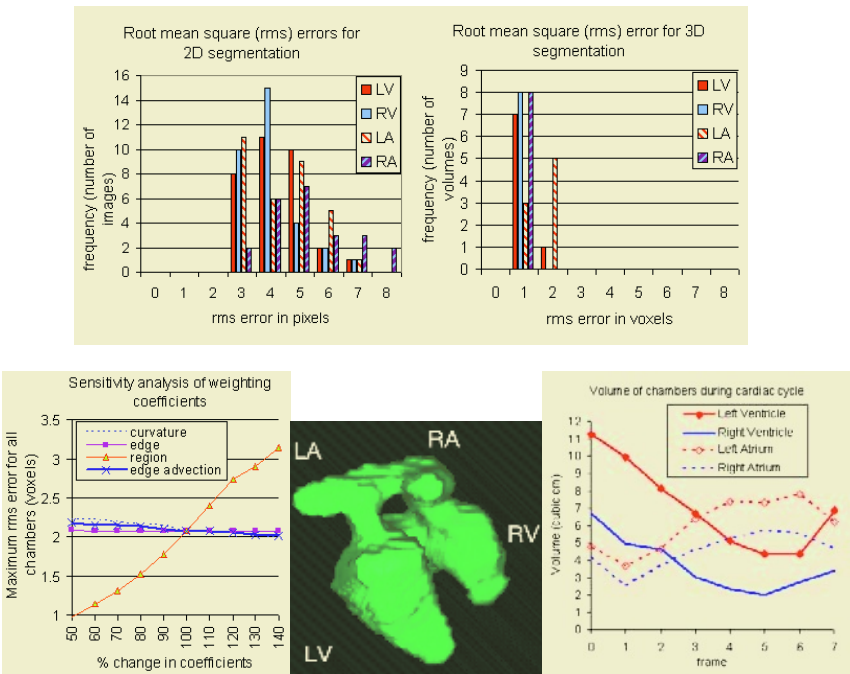 Root mean square (rms) errors for
2D segmentation
frequency (number of
images)
16
14
12
10
8
6
4
2
0
LV
RV
LA
RA
0 1 2 3 4 5 6 7 8
rms error in pixels
Root mean square (rms) error for 3D
segmentation
frequency (number of
volumes)
9
8
7
6
5
4
3
2
1
0
LV
RV
LA
RA
0 1 2 3 4 5 6 7 8
rms error in voxels
Sensitivity analysis of weighting
coefficients
Maximum rms error for all
chambers (voxels)
3.5
3
2.5
2
1.5
1
curvature
edge
region
edge advection
50 60 70 80 90 100 110 120 130 140
% change in coefficients
LA
RA
RV
LV
Volume of chambers during cardiac cycle
Volume (cubic cm)
12
11
10
9
8
7
6
5
4
3
2
1
0
Left Ventricle
Right Ventricle
Left Atrium
Right Atrium
0 1 2 3 4 5 6 7
frame